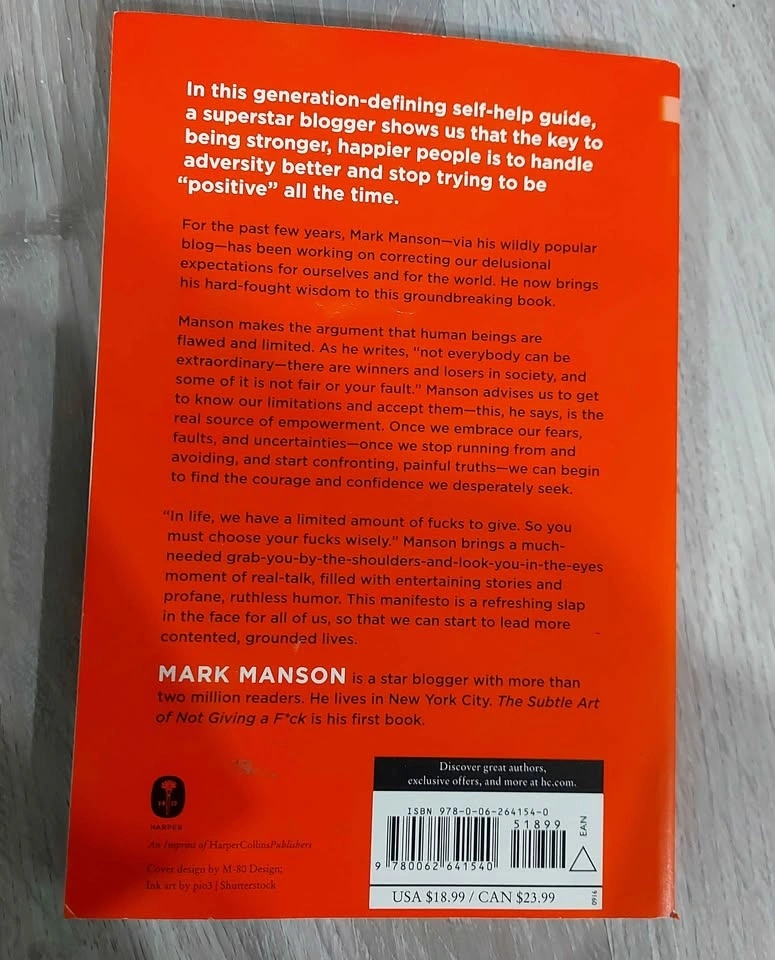 In this generation-defining self-help guide,
a superstar blogger shows us that the key to
being stronger, happier people is to handle
adversity better and stop trying to be
“positive” all the time.
For the past few years, Mark Manson—via his wildly popular
blog—has been working on correcting our delusional
expectations for ourselves and for the world. He now brings
his hard-fought wisdom to this groundbreaking book.
Manson makes the argument that human beings are
flawed and limited. As he writes, “not everybody can be
extraordinary—there are winners and losers in society, and
some of it is not fair or your fault.” Manson advises us to get
to know our limitations and accept them—this, he says, is the
real source of empowerment. Once we embrace our fears,
faults, and uncertainties—once we stop running from and
avoiding, and start confronting, painful truths—we can begin
to find the courage and confidence we desperately seek.
“In life, we have a limited amount of fucks to give. So you
must choose your fucks wisely.” Manson brings a much-
needed grab-you-by-the-shoulders-and-look-you-in-the-eyes
moment of real-talk, filled with entertaining stories and
profane, ruthless humor. This manifesto is a refreshing slap
in the face for all of us, so that we can start to lead more
contented, grounded lives.
MARK MANSON is a star blogger with more than
two million readers. He lives in New York City. The Subtle Art
of Not Giving a F*ck is his first book.
Discover great authors,
exclusive offers, and more at hc.com.
ISBN 978-0-06-264154-0
51899
EAN
9 780062 641540
USA $18.99 / CAN $23.99
0916
18 17
HARPER
An Imprint of HarperCollinsPublishers
Cover design by M-80 Design;
Ink art by pio3 | Shutterstock